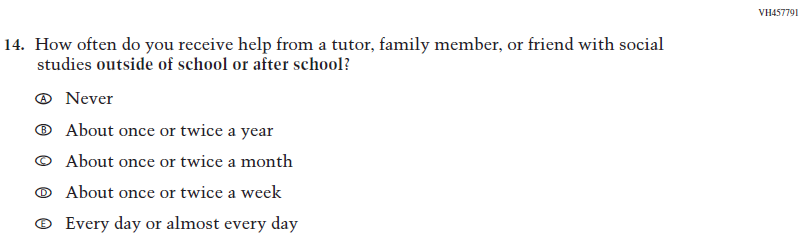 VH457791
14. How often do you receive help from a tutor, family member, or friend with social
studies outside of school or after school?
A Never
B About once or twice a year
C About once or twice a month
D About once or twice a week
E Every day or almost every day